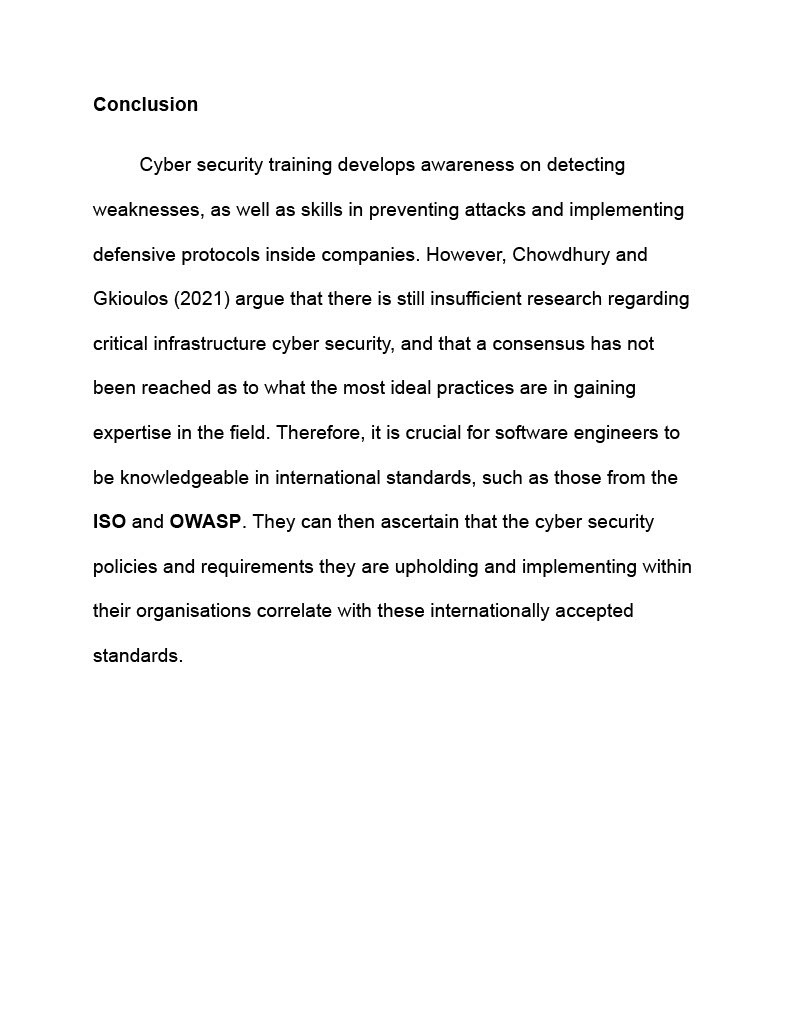 Conclusion
Cyber security training develops awareness on detecting
weaknesses, as well as skills in preventing attacks and implementing
defensive protocols inside companies. However, Chowdhury and
Gkioulos (2021) argue that there is still insufficient research regarding
critical infrastructure cyber security, and that a consensus has not
been reached as to what the most ideal practices are in gaining
expertise in the field. Therefore, it is crucial for software engineers to
be knowledgeable in international standards, such as those from the
ISO and OWASP. They can then ascertain that the cyber security
policies and requirements they are upholding and implementing within
their organisations correlate with these internationally accepted
standards.